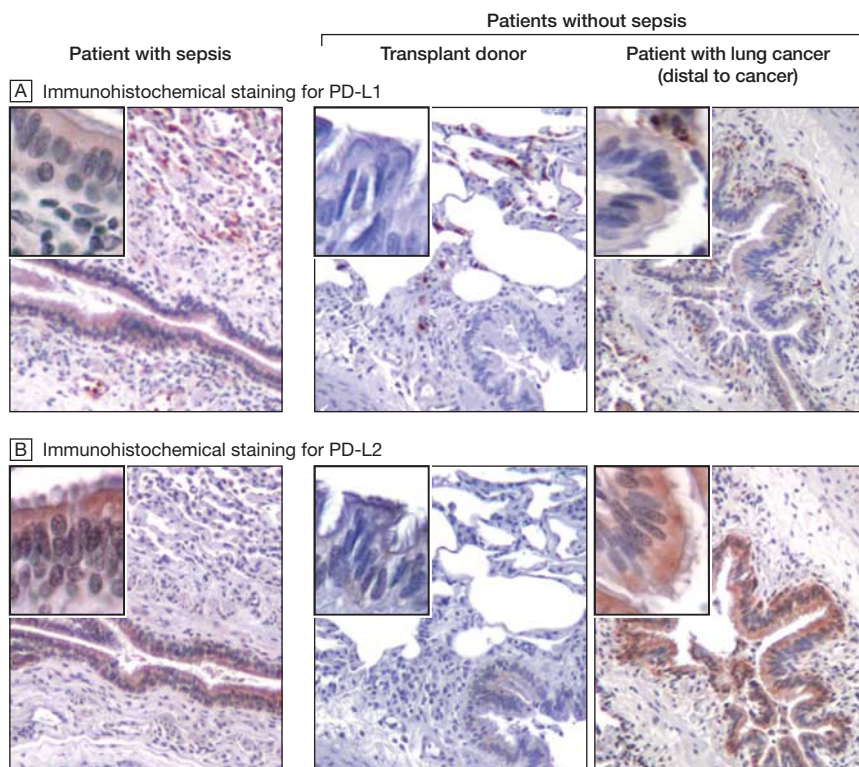 Patients without sepsis
Patient with sepsis
Transplant donor
Patient with lung cancer
(distal to cancer)
A Immunohistochemical staining for PD-L1
B Immunohistochemical staining for PD-L2